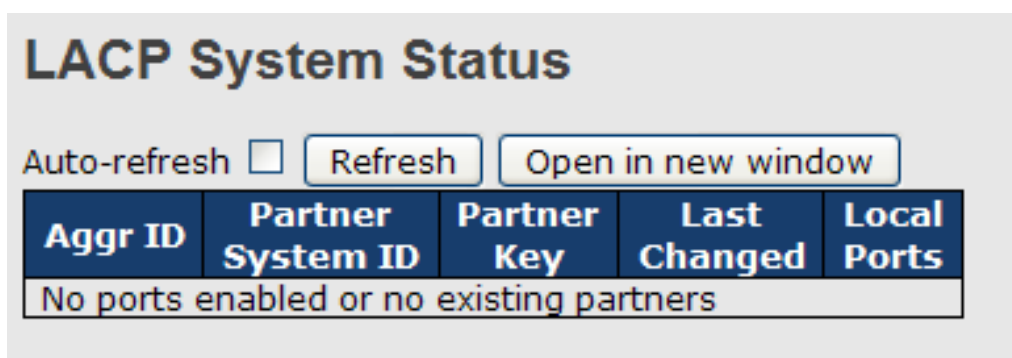 LACP System Status
Auto-refresh Refresh Open in new window
Aggr ID Partner System ID Partner Key Last Changed Local Ports
No ports enabled or no existing partners